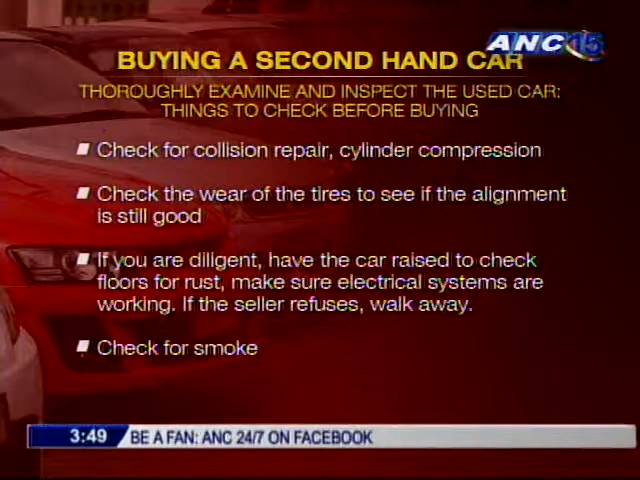 ANC 15
BUYING A SECOND HAND CAR
THOROUGHLY EXAMINE AND INSPECT THE USED CAR:
THINGS TO CHECK BEFORE BUYING
Check for collision repair, cylinder compression
Check the wear of the tires to see if the alignment
is still good
If you are diligent, have the car raised to check
floors for rust, make sure electrical systems are
working. If the seller refuses, walk away.
Check for smoke
3:49 BE A FAN: ANC 24/7 ON FACEBOOK